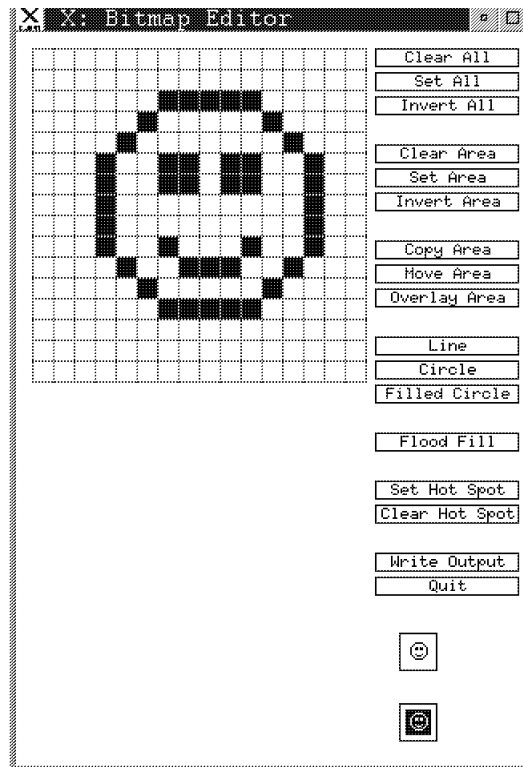 X: Bitmap Editor
Clear All
Set All
Invert All
Clear Area
Set Area
Invert Area
Copy Area
Move Area
Overlay Area
Line
Circle
Filled Circle
Flood Fill
Set Hot Spot
Clear Hot Spot
Write Output
Quit